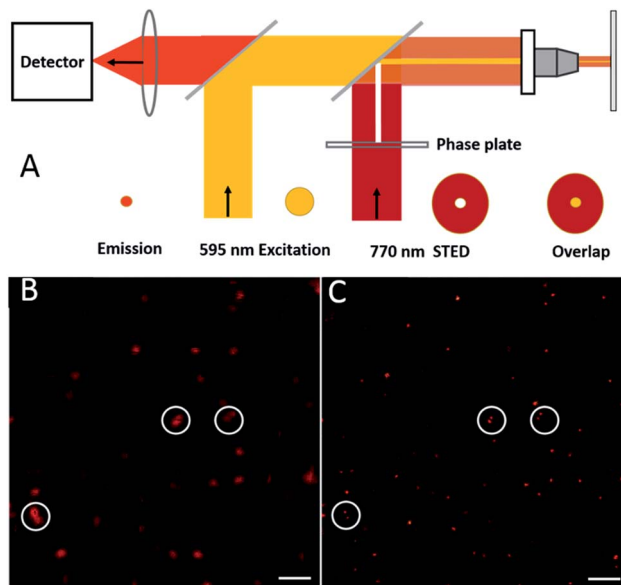 Detector
Phase plate
A
Emission
595 nm Excitation
770 nm STED
Overlap
B
C